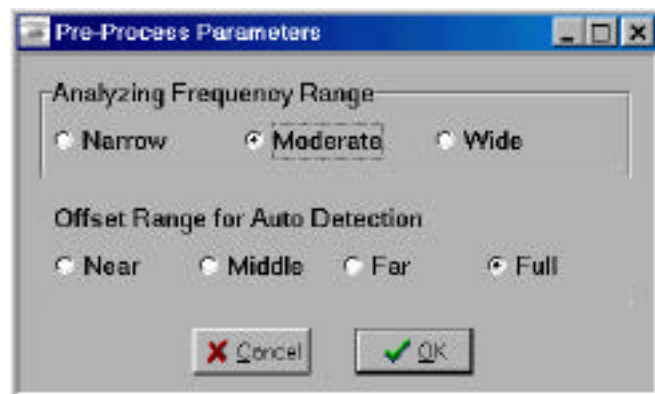 Pre-Process Parameters
Analyzing Frequency Range
Narrow Moderate Wide
Offset Range for Auto Detection
Near Middle Far Full
Cancel OK